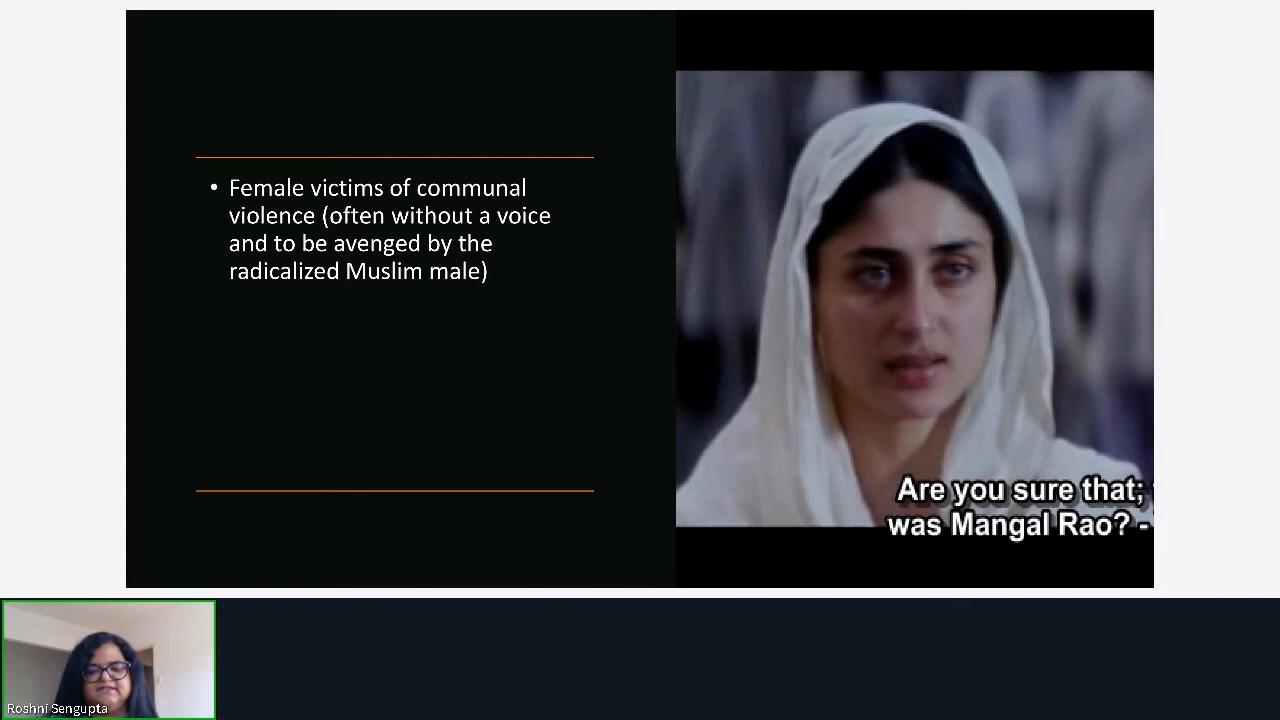 • Female victims of communal
violence (often without a voice
and to be avenged by the
radicalized Muslim male)
Are you sure that;
was Mangal Rao? -
Roshni Sengupta